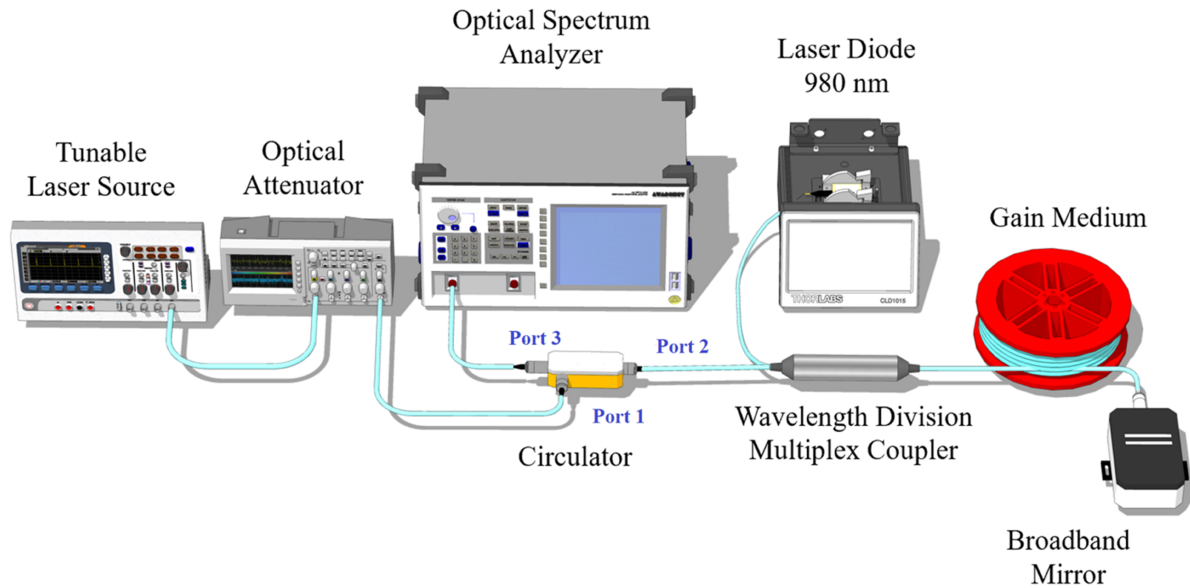 Optical Spectrum
Analyzer
Laser Diode
980 nm
Tunable
Laser Source
Optical
Attenuator
Gain Medium
THORLABS
CLD1015
Port 3
Port 2
Port 1
Wavelength Division
Multiplex Coupler
Circulator
Broadband
Mirror